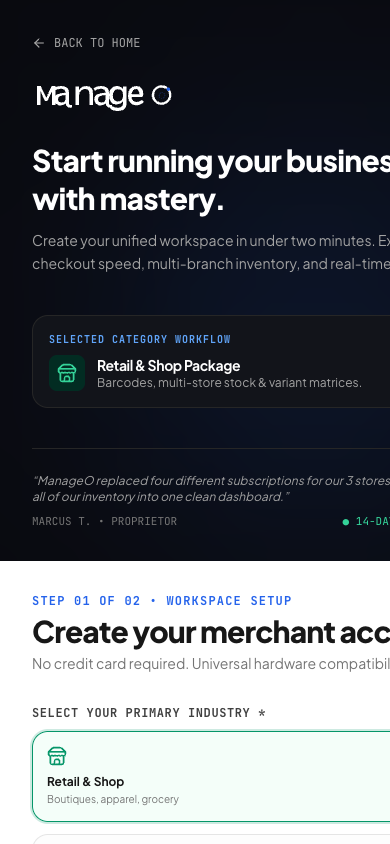 ← BACK TO HOME
Manage O
Start running your busines
with mastery.
Create your unified workspace in under two minutes. Ex
checkout speed, multi-branch inventory, and real-time
SELECTED CATEGORY WORKFLOW
Retail & Shop Package
Barcodes, multi-store stock & variant matrices.
"ManageO replaced four different subscriptions for our 3 stores
all of our inventory into one clean dashboard."
MARCUS T. • PROPRIETOR
● 14-DA
STEP 01 OF 02 • WORKSPACE SETUP
Create your merchant acc
No credit card required. Universal hardware compatibil
SELECT YOUR PRIMARY INDUSTRY *
Retail & Shop
Boutiques, apparel, grocery